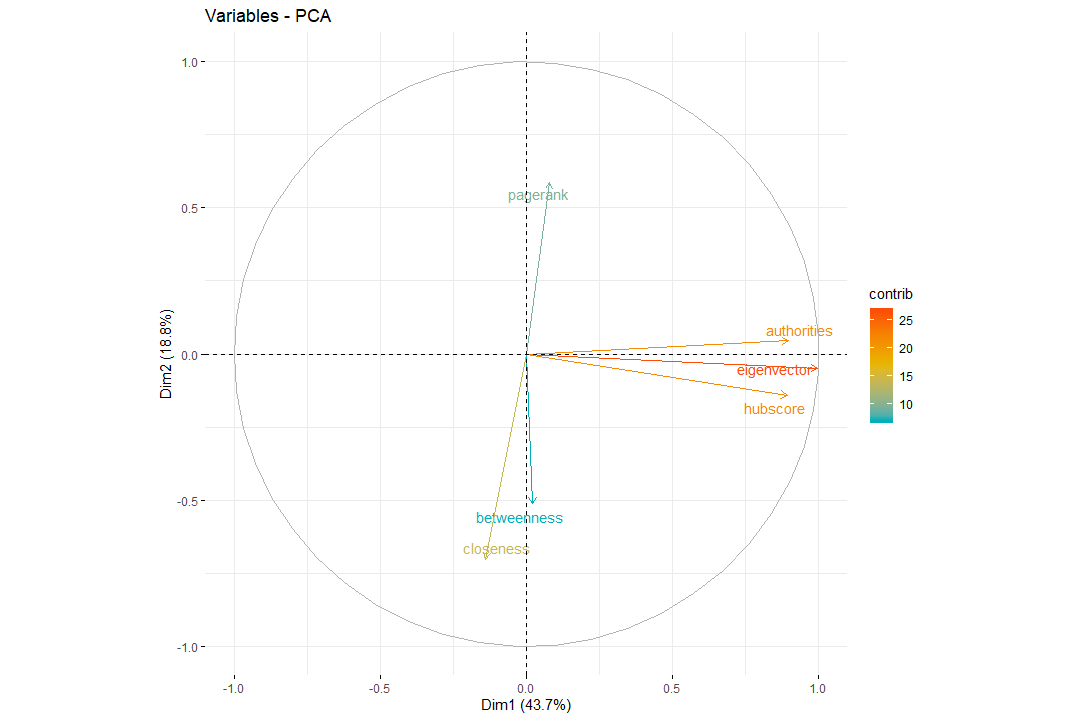 Variables - PCA
1.0
0.5
0.0
-0.5
-1.0
Dim2 (18.8%)
pagerank
authorities
eigenvector
hubscore
betweenness
closeness
-1.0
-0.5
0.0
0.5
1.0
Dim1 (43.7%)
contrib
25
20
15
10